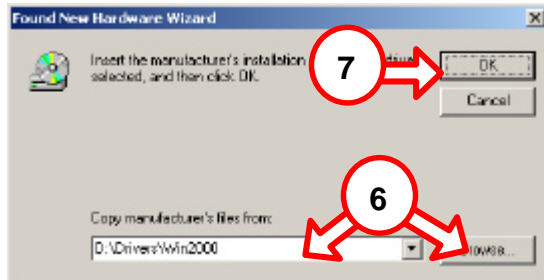 Found New Hardware Wizard
Insert the manufacturer's installation
selected, and then click OK.
7
OK
Cancel
6
Copy manufacturer's files from:
D:\Drivers\Win2000